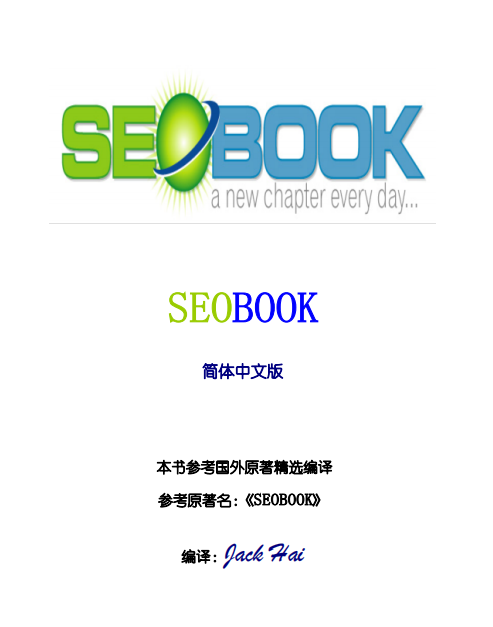 SEOBOOK
a new chapter every day...
SEOBOOK
简体中文版
本书参考国外原著精选编译
参考原著名：《SEOBOOK》
编译：Jack Hai